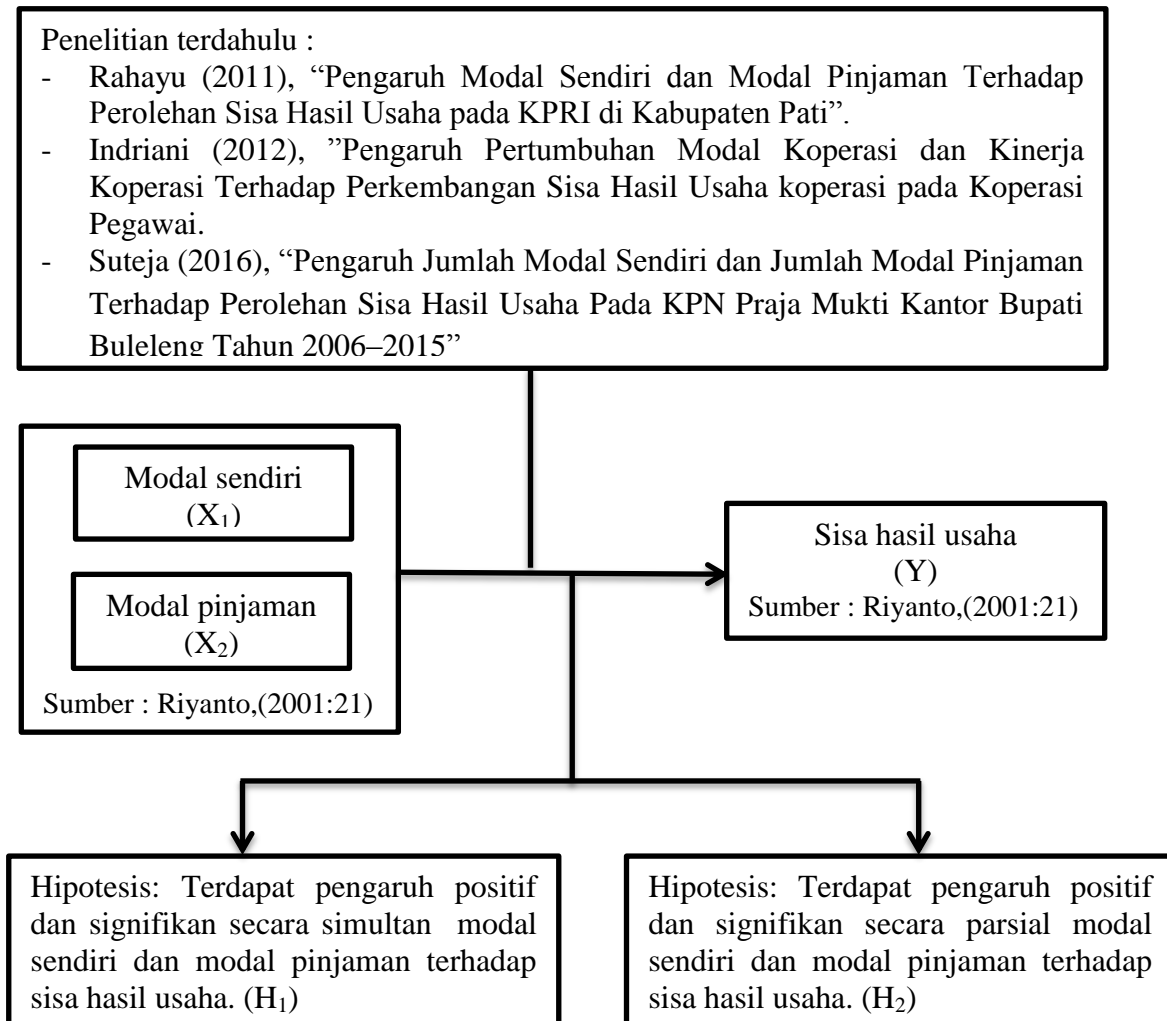 Penelitian terdahulu :
- Rahayu (2011), “Pengaruh Modal Sendiri dan Modal Pinjaman Terhadap
Perolehan Sisa Hasil Usaha pada KPRI di Kabupaten Pati”.
- Indriani (2012), ”Pengaruh Pertumbuhan Modal Koperasi dan Kinerja
Koperasi Terhadap Perkembangan Sisa Hasil Usaha koperasi pada Koperasi
Pegawai.
- Suteja (2016), “Pengaruh Jumlah Modal Sendiri dan Jumlah Modal Pinjaman
Terhadap Perolehan Sisa Hasil Usaha Pada KPN Praja Mukti Kantor Bupati
Buleleng Tahun 2006–2015”
Modal sendiri
(X₁)
Modal pinjaman
(X₂)
Sumber : Riyanto,(2001:21)
Sisa hasil usaha
(Y)
Sumber : Riyanto,(2001:21)
Hipotesis: Terdapat pengaruh positif
dan signifikan secara simultan modal
sendiri dan modal pinjaman terhadap
sisa hasil usaha. (H₁)
Hipotesis: Terdapat pengaruh positif
dan signifikan secara parsial modal
sendiri dan modal pinjaman terhadap
sisa hasil usaha. (H₂)